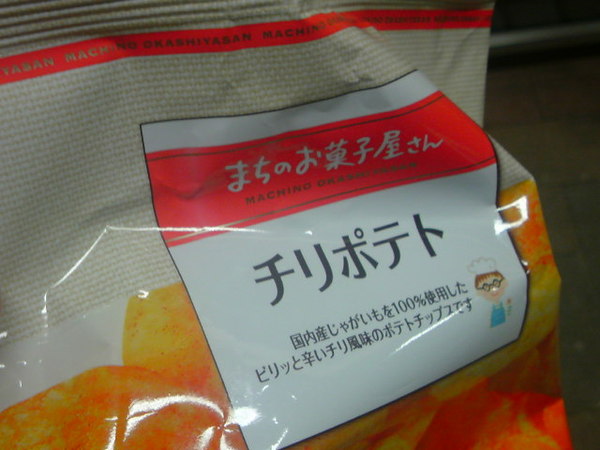 YASAN MACHINO OKASHIYASAN MACHINO OKASHIYASAN
まちのお菓子屋さん
MACHINO OKASHIYASAN
チリポテト
国内産じゃがいもを100%使用した
ピリッと辛いチリ風味のポテトチップスです